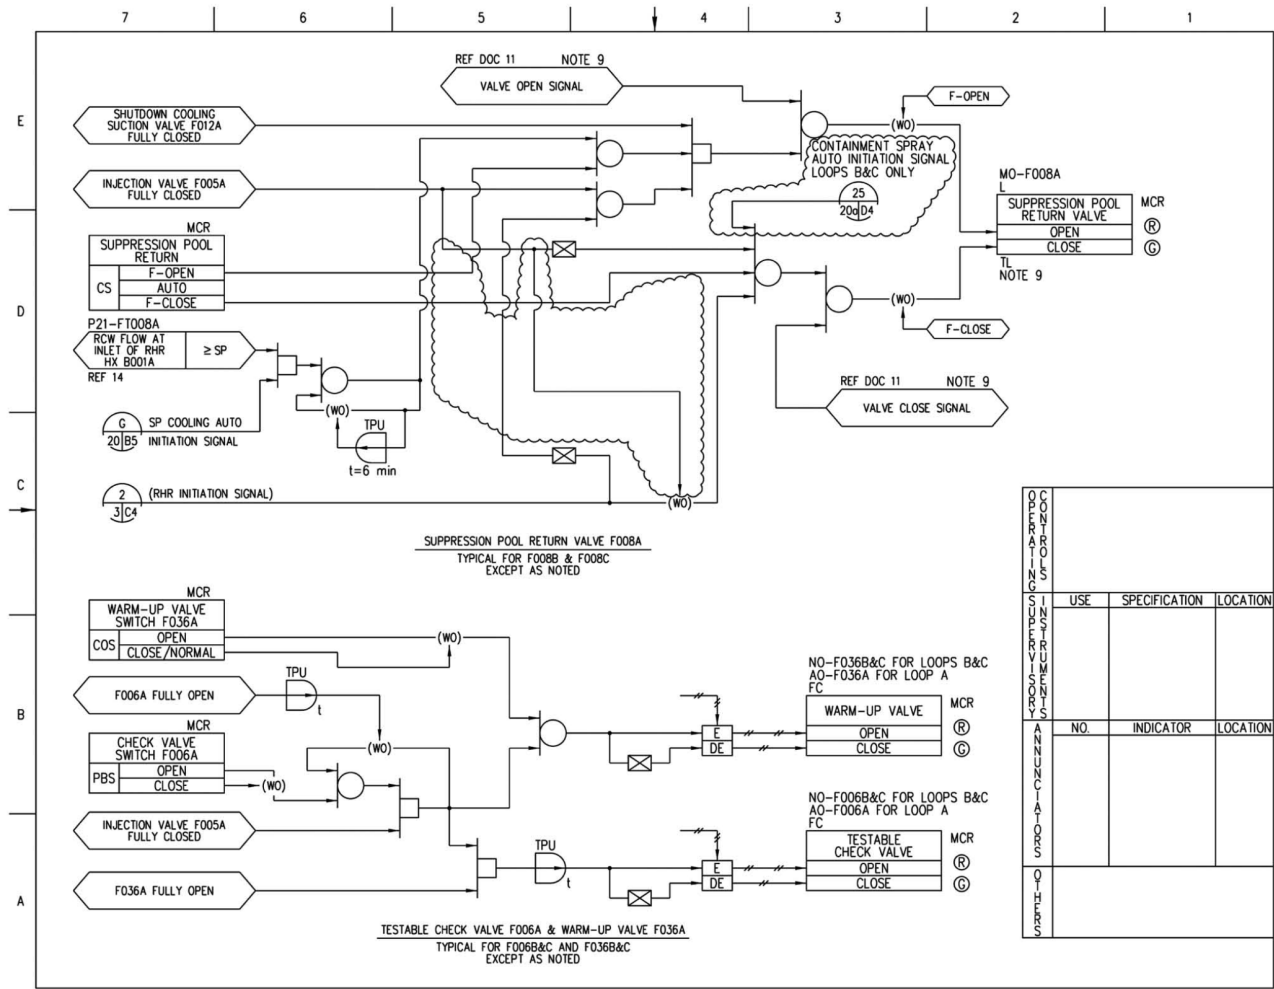 7 6 5 4 3 2 1
E
D
C
B
A
REF DOC 11 NOTE 9
VALVE OPEN SIGNAL
F-OPEN
SHUTDOWN COOLING
SUCTION VALVE F012A
FULLY CLOSED
(WO)
CONTAINMENT SPRAY
AUTO INITIATION SIGNAL
LOOPS B&C ONLY
25
20a D4
INJECTION VALVE F005A
FULLY CLOSED
MO-F008A
L
SUPPRESSION POOL
RETURN VALVE
OPEN
CLOSE
MCR
R
G
TL
NOTE 9
MCR
SUPPRESSION POOL
RETURN
CS
F-OPEN
AUTO
F-CLOSE
(WO)
F-CLOSE
P21-FT008A
RCW FLOW AT
INLET OF RHR
HX B001A
≥ SP
REF 14
REF DOC 11 NOTE 9
VALVE CLOSE SIGNAL
G
20 B5
SP COOLING AUTO
INITIATION SIGNAL
(WO)
TPU
t=6 min
2
3 C4
(RHR INITIATION SIGNAL)
(WO)
SUPPRESSION POOL RETURN VALVE F008A
TYPICAL FOR F008B & F008C
EXCEPT AS NOTED
MCR
WARM-UP VALVE
SWITCH F036A
COS
OPEN
CLOSE/NORMAL
(WO)
F006A FULLY OPEN
TPU
t
MCR
CHECK VALVE
SWITCH F006A
PBS
OPEN
CLOSE
(WO)
(WO)
INJECTION VALVE F005A
FULLY CLOSED
F036A FULLY OPEN
TPU
t
E
DE
NO-F036B&C FOR LOOPS B&C
AO-F036A FOR LOOP A
FC
WARM-UP VALVE
OPEN
CLOSE
MCR
R
G
E
DE
NO-F006B&C FOR LOOPS B&C
AO-F006A FOR LOOP A
FC
TESTABLE
CHECK VALVE
OPEN
CLOSE
MCR
R
G
TESTABLE CHECK VALVE F006A & WARM-UP VALVE F036A
TYPICAL FOR F006B&C AND F036B&C
EXCEPT AS NOTED
OPERATING
CONTROLS
SUPERVISORY
INSTRUMENTS
USE SPECIFICATION LOCATION
ANNUNCIATORS
NO. INDICATOR LOCATION
OTHERS